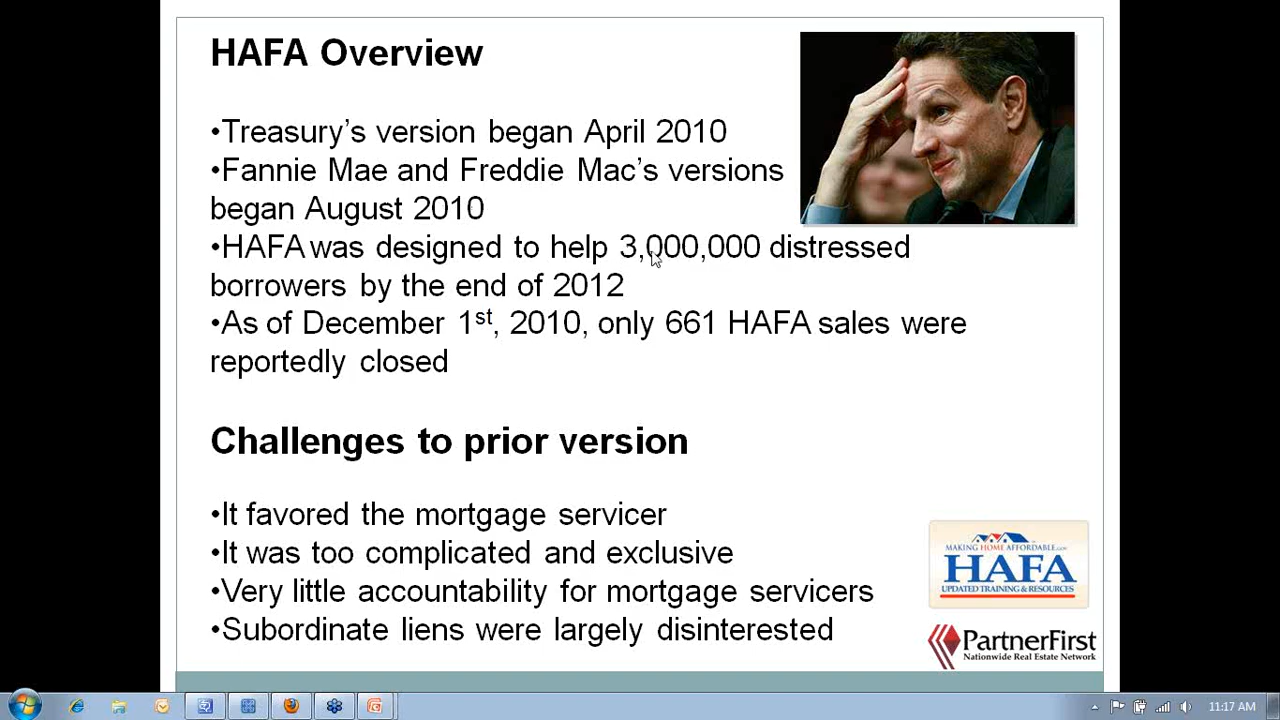 HAFA Overview
•Treasury’s version began April 2010
•Fannie Mae and Freddie Mac’s versions
began August 2010
•HAFA was designed to help 3,000,000 distressed
borrowers by the end of 2012
•As of December 1st, 2010, only 661 HAFA sales were
reportedly closed
Challenges to prior version
•It favored the mortgage servicer
•It was too complicated and exclusive
•Very little accountability for mortgage servicers
•Subordinate liens were largely disinterested
MAKING HOME AFFORDABLE.GOV
HAFA
UPDATED TRAINING & RESOURCES
PartnerFirst
Nationwide Real Estate Network
11:17 AM